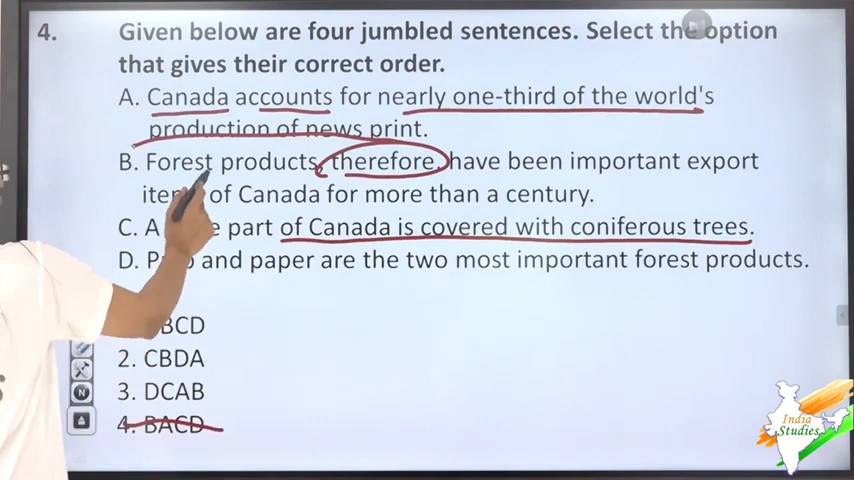 4. Given below are four jumbled sentences. Select the option
that gives their correct order.
A. Canada accounts for nearly one-third of the world's
production of news print.
B. Forest products, therefore, have been important export
of Canada for more than a century.
C. A part of Canada is covered with coniferous trees.
D. and paper are the two most important forest products.
BCD
2. CBDA
3. DCAB
4. BACD
N
India
Studies